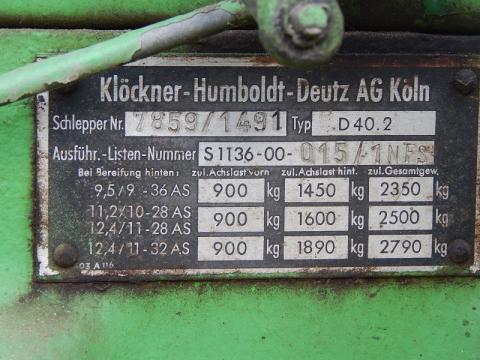 Klöckner-Humboldt-Deutz AG Köln
Schlepper Nr. 7859/1491 Typ D 40.2
Ausführ.-Listen-Nummer S1136-00-015/-1NFS
Bei Bereifung hinten: zul. Achslast vorn zul. Achslast hint. zul. Gesamtgew.
9,5/9 -36 AS 900 kg 1450 kg 2350 kg
11,2/10-28 AS
12,4/11-28 AS 900 kg 1600 kg 2500 kg
12,4/11-32 AS 900 kg 1890 kg 2790 kg
03 A 116